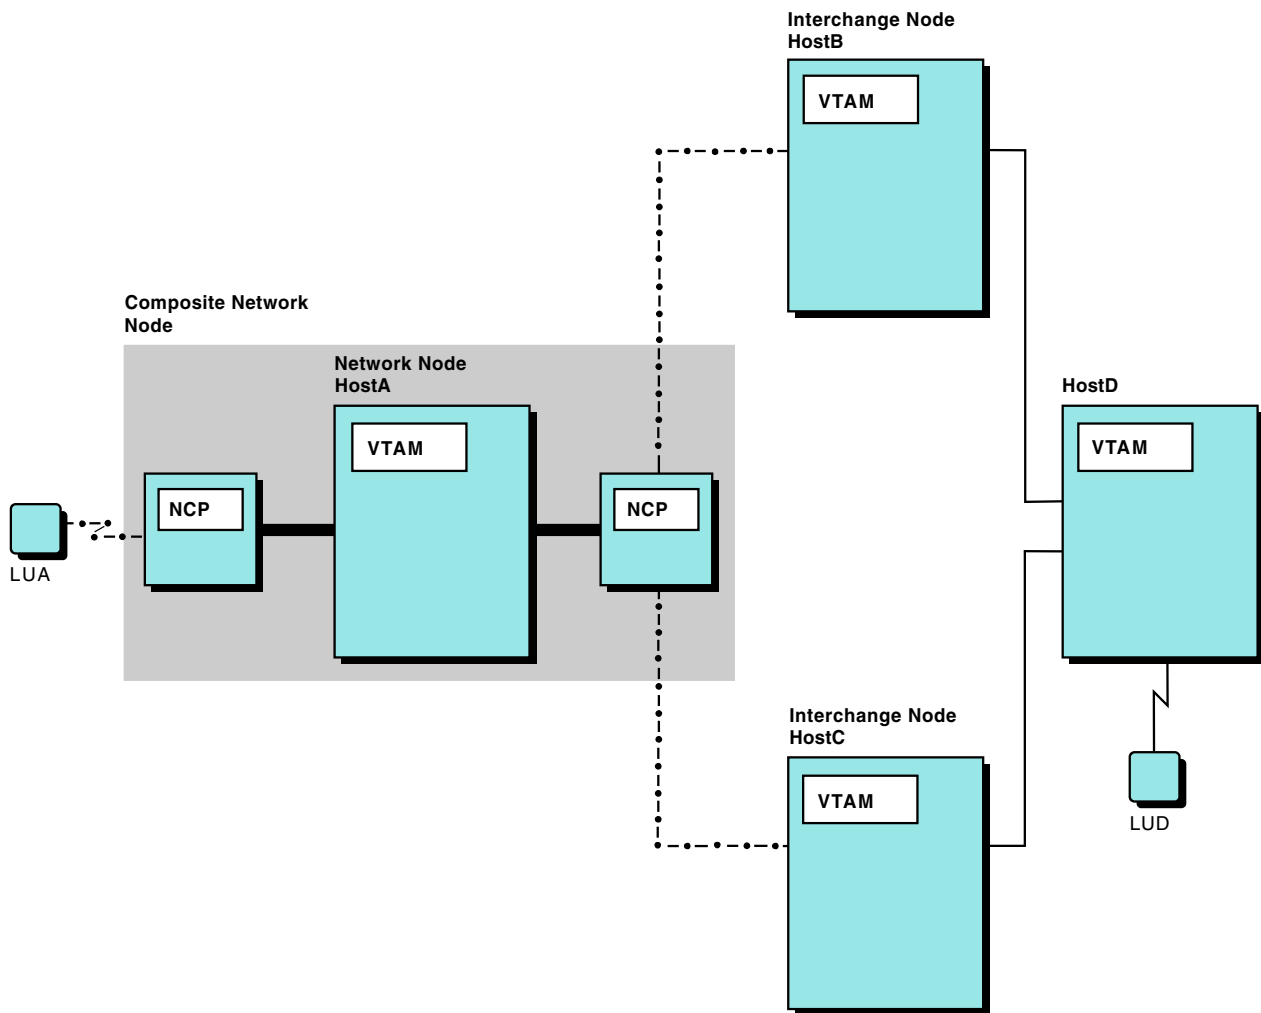 Interchange Node
HostB
VTAM
Composite Network
Node
Network Node
HostA
VTAM
HostD
VTAM
NCP
NCP
LUA
Interchange Node
HostC
VTAM
LUD